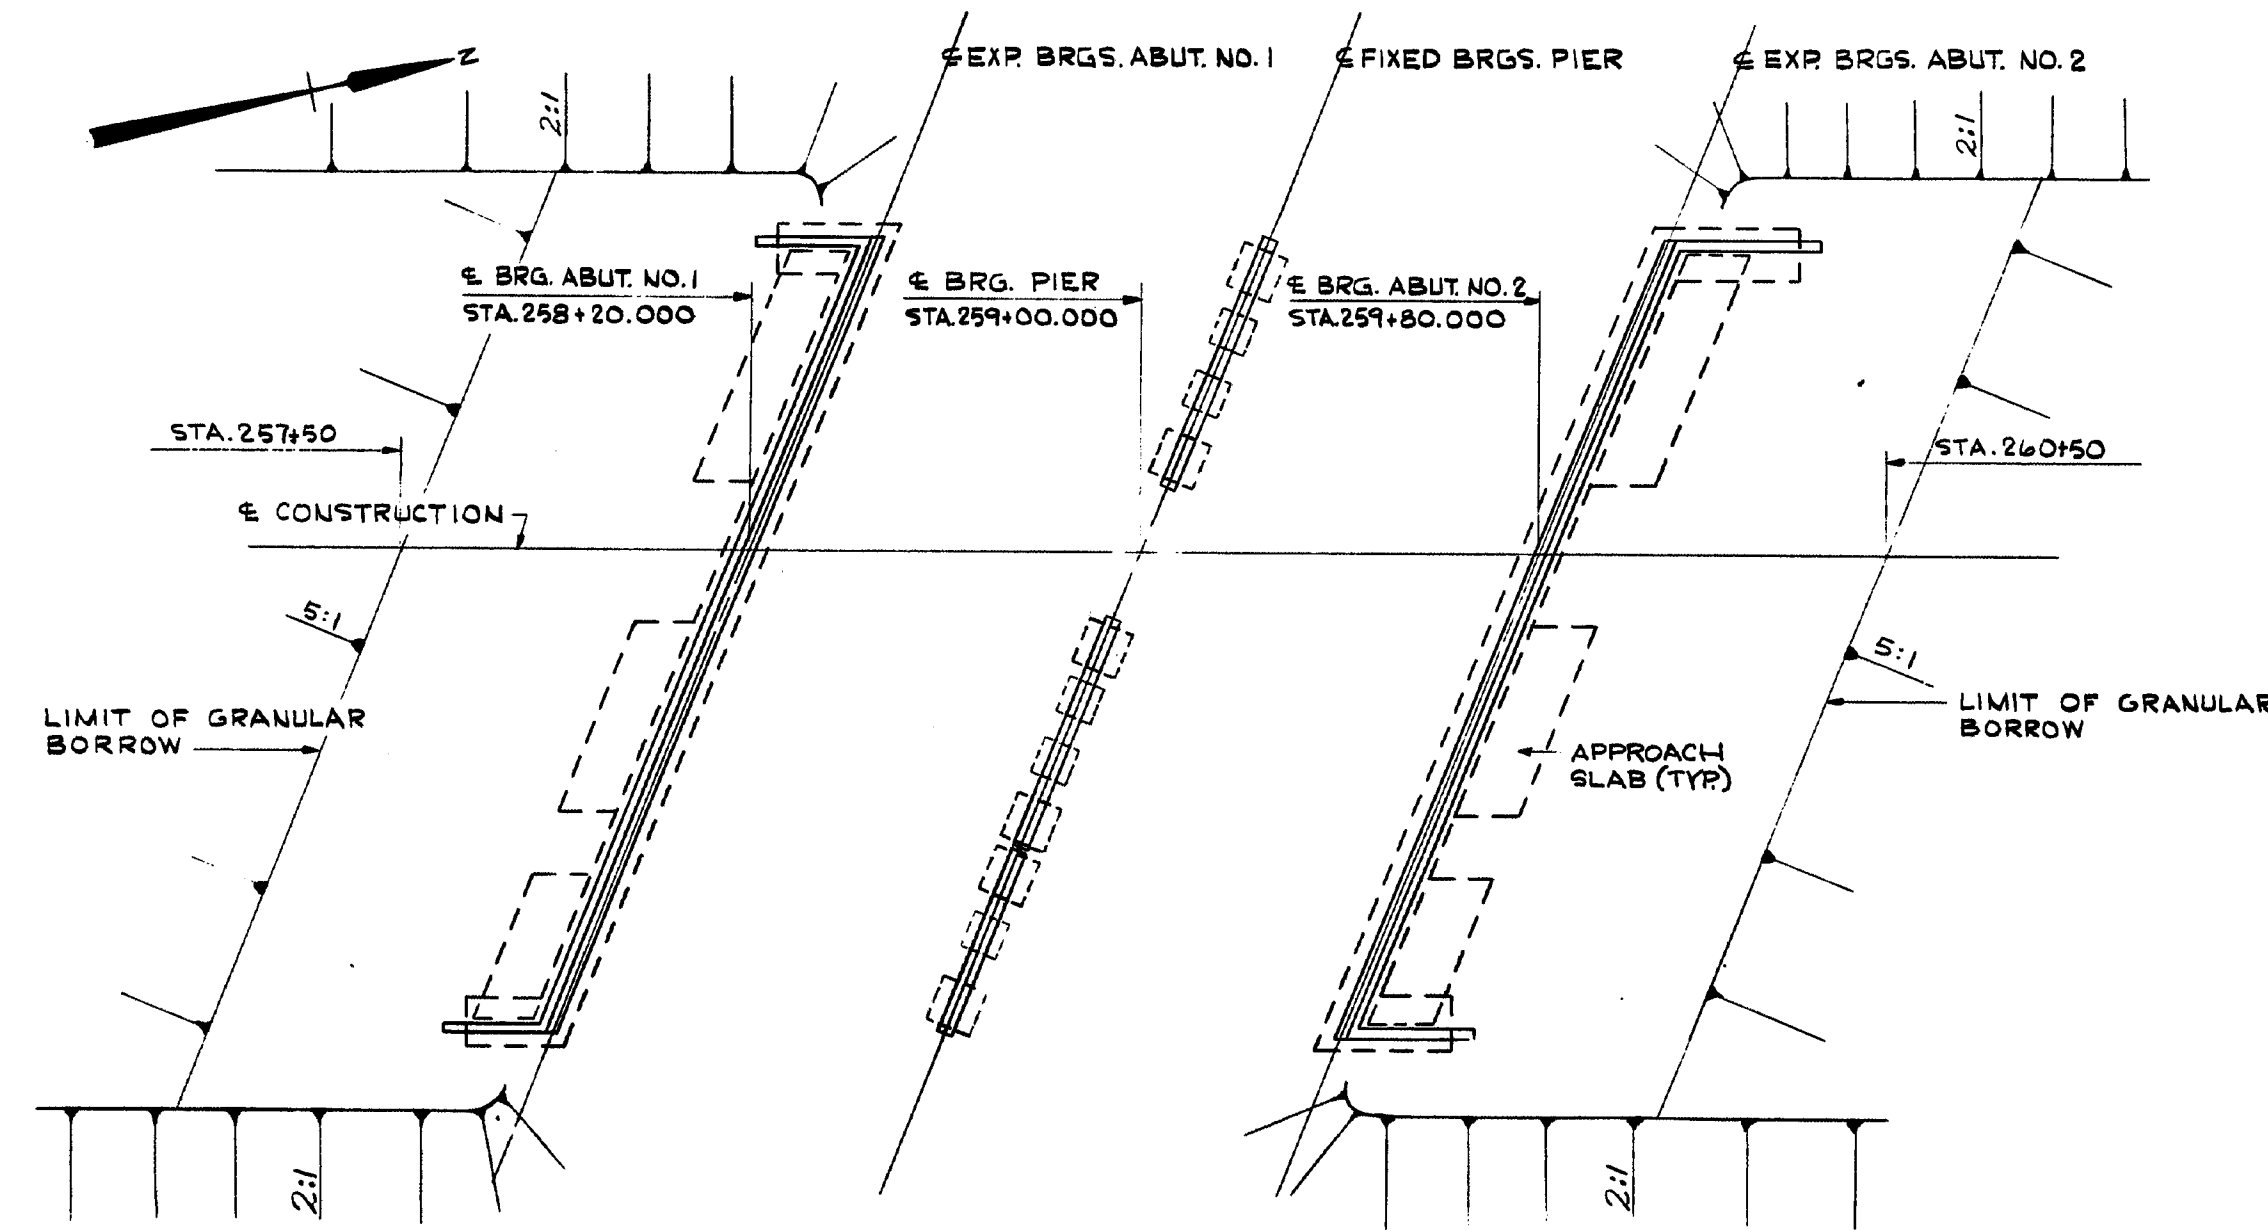 N
℄ EXP. BRGS. ABUT. NO. 1
℄ FIXED BRGS. PIER
℄ EXP. BRGS. ABUT. NO. 2
2:1
2:1
℄ BRG. ABUT. NO. 1
STA. 258+20.000
℄ BRG. PIER
STA. 259+00.000
℄ BRG. ABUT. NO. 2
STA. 259+80.000
STA. 257+50
STA. 260+50
℄ CONSTRUCTION
5:1
5:1
LIMIT OF GRANULAR
BORROW
LIMIT OF GRANULAR
BORROW
APPROACH
SLAB (TYP.)
2:1
2:1